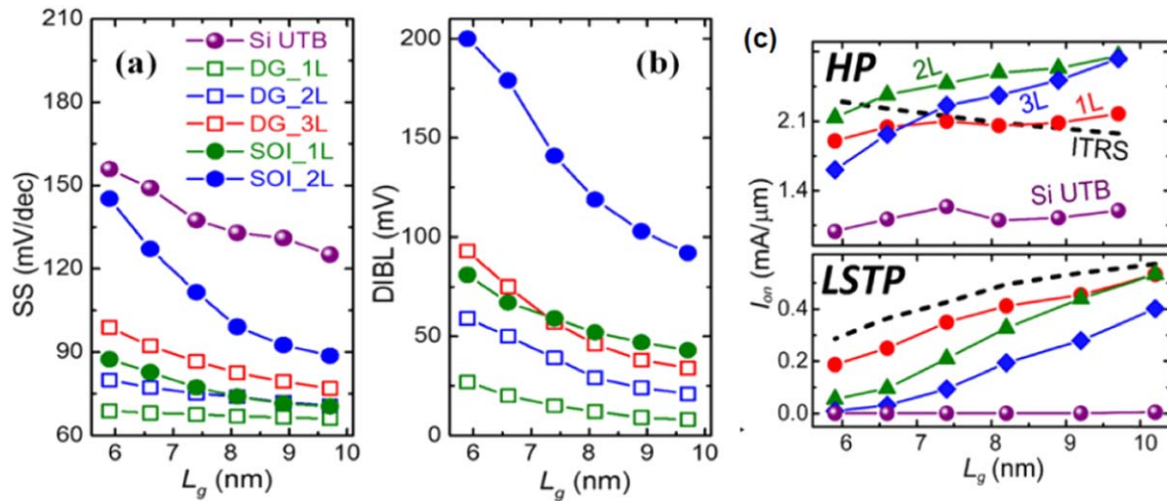 (a)
SS (mV/dec)
210
180
150
120
90
60
Si UTB
DG_1L
DG_2L
DG_3L
SOI_1L
SOI_2L
6 7 8 9 10
Lg (nm)
(b)
DIBL (mV)
200
150
100
50
0
6 7 8 9 10
Lg (nm)
(c)
HP
2L
3L
1L
ITRS
Si UTB
2.1
1.4
Ion (mA/μm)
LSTP
0.4
0.2
0.0
6 7 8 9 10
Lg (nm)